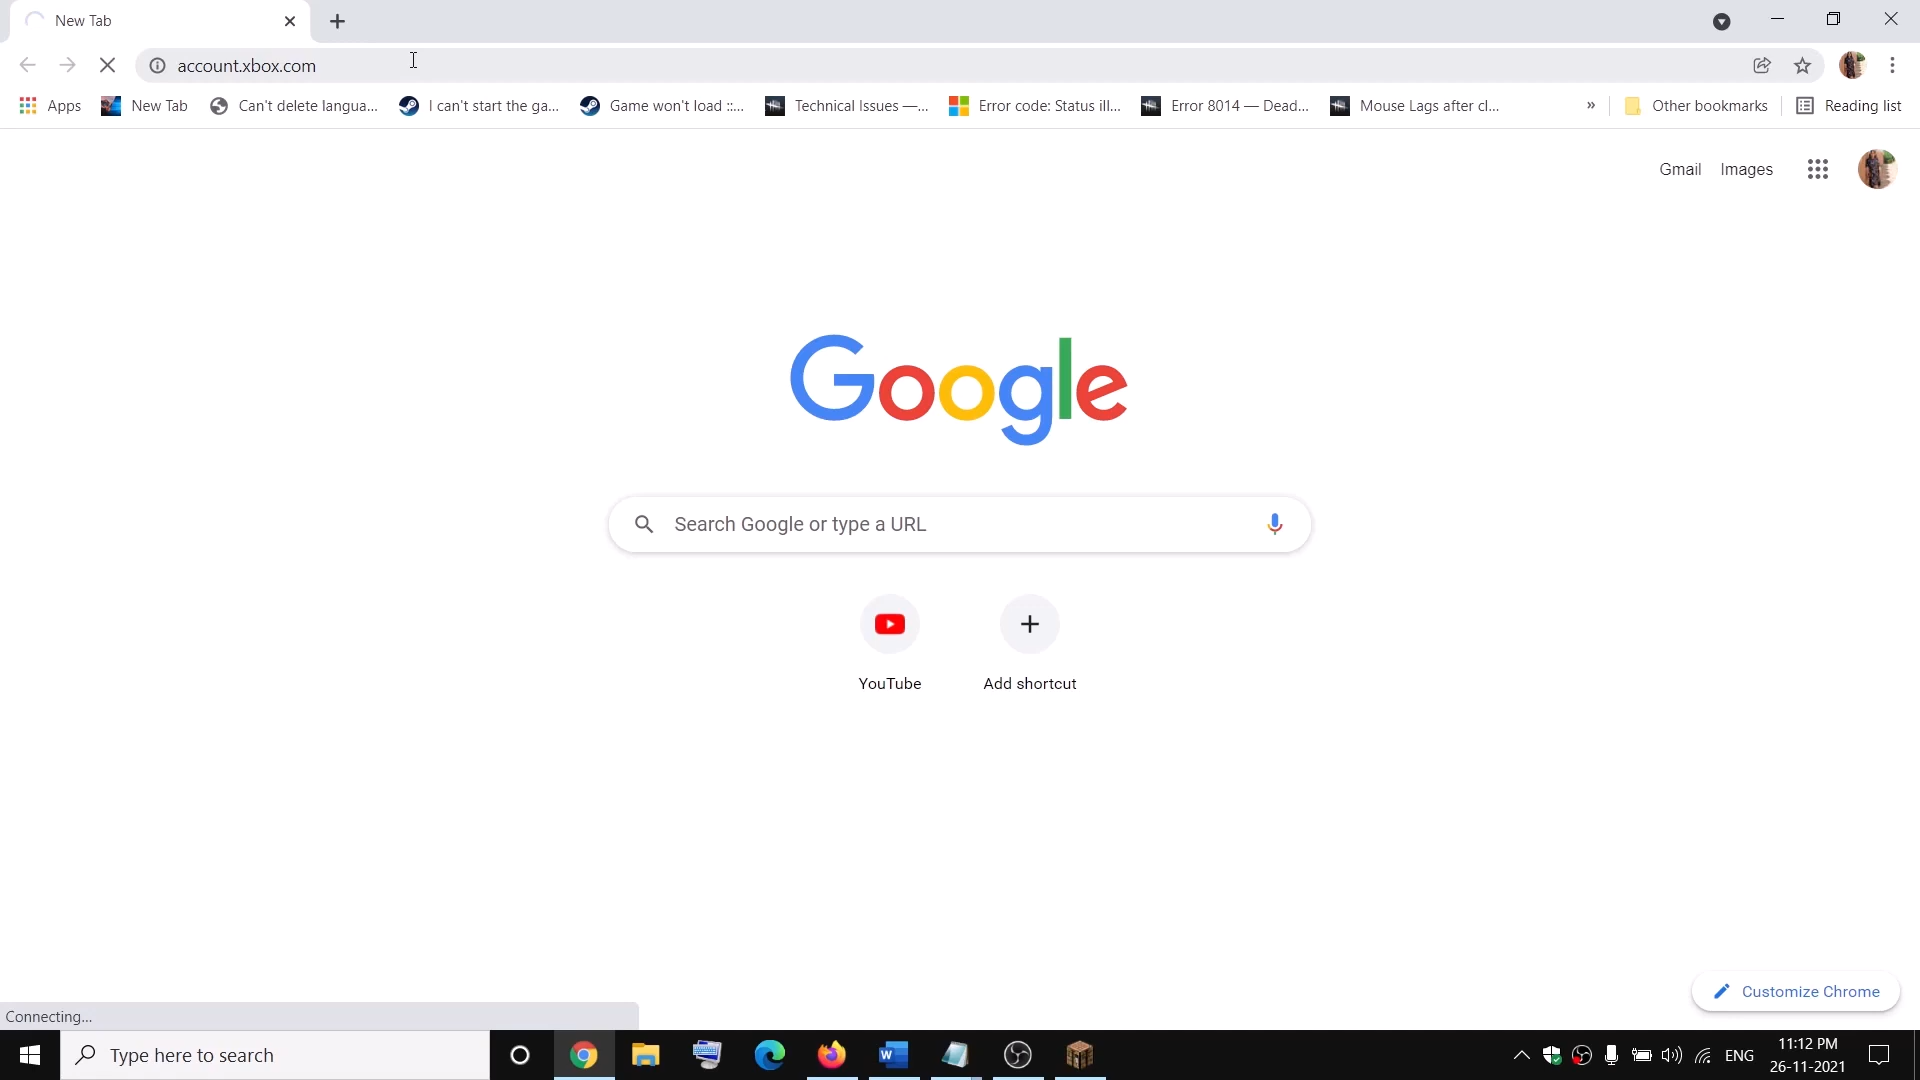 New Tab
account.xbox.com
Apps
New Tab
Can't delete langua...
I can't start the ga...
Game won't load ::...
Technical Issues —...
Error code: Status ill...
Error 8014 — Dead...
Mouse Lags after cl...
»
Other bookmarks
Reading list
Gmail
Images
Google
Search Google or type a URL
YouTube
Add shortcut
Customize Chrome
Connecting...
Type here to search
W
ENG
11:12 PM
26-11-2021